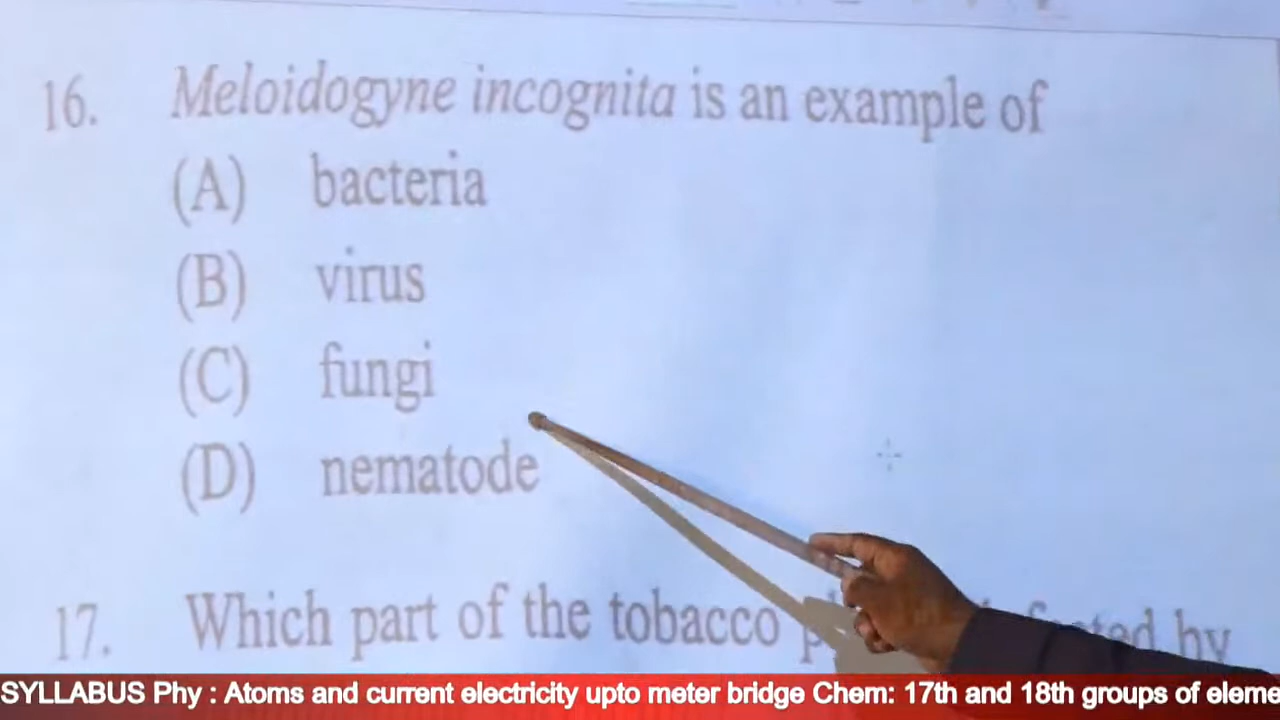 16. Meloidogyne incognita is an example of
(A) bacteria
(B) virus
(C) fungi
(D) nematode
17. Which part of the tobacco by
SYLLABUS Phy : Atoms and current electricity upto meter bridge Chem: 17th and 18th groups of eleme